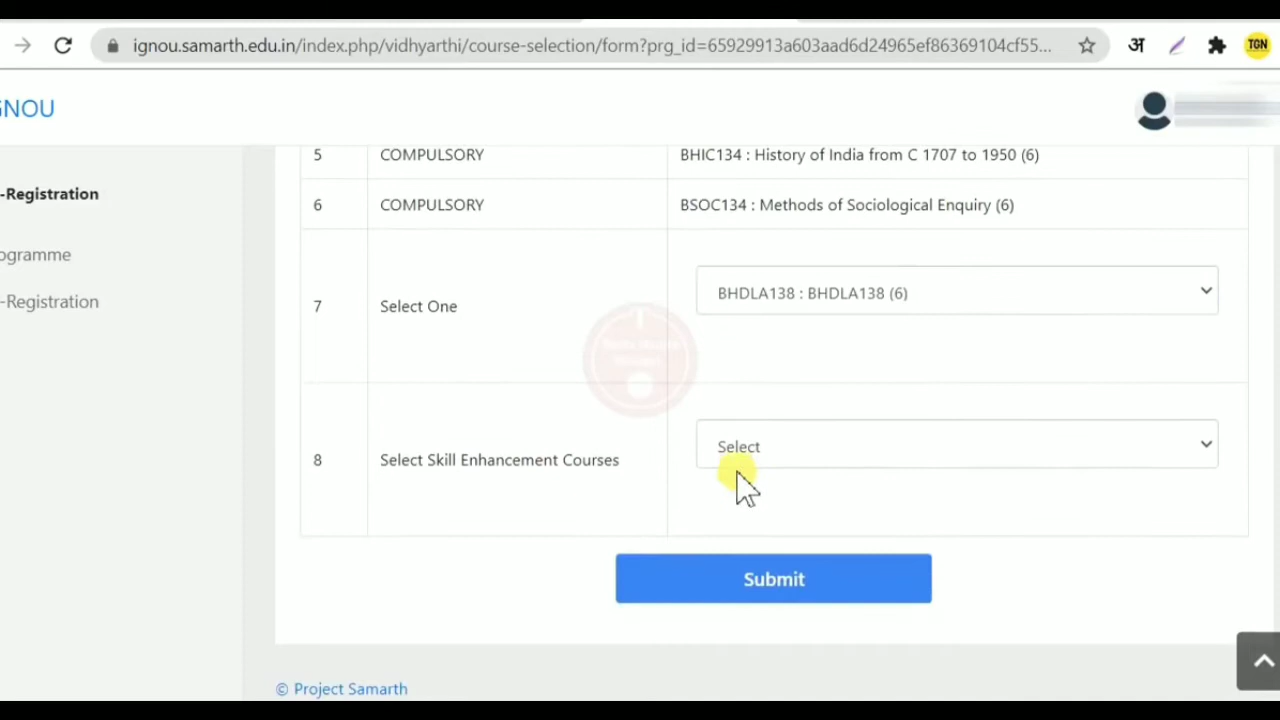 ignou.samarth.edu.in/index.php/vidhyarthi/course-selection/form?prg_id=65929913a603aad6d24965ef86369104cf55...
अ
TGN
GNOU
-Registration
ogramme
-Registration
5 COMPULSORY BHIC134 : History of India from C 1707 to 1950 (6)
6 COMPULSORY BSOC134 : Methods of Sociological Enquiry (6)
7 Select One BHDLA138 : BHDLA138 (6)
8 Select Skill Enhancement Courses Select
Submit
© Project Samarth